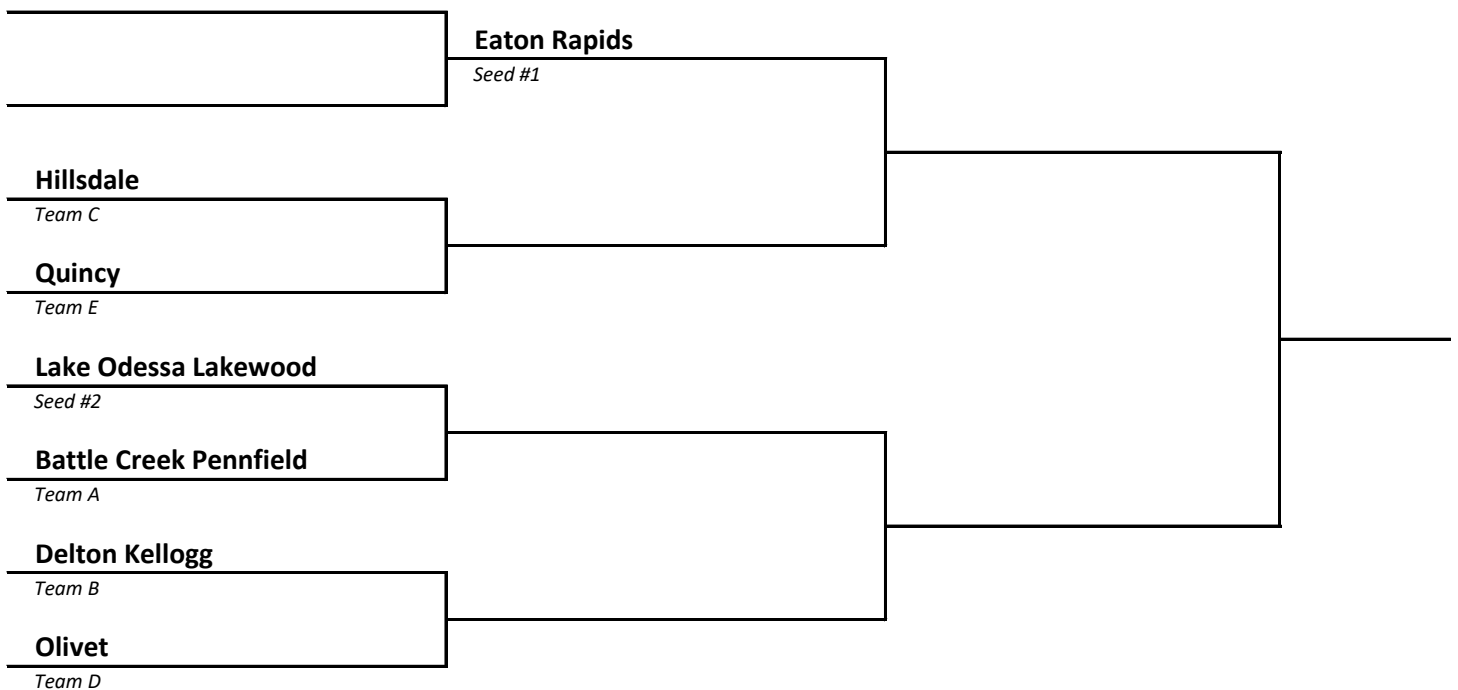 Eaton Rapids
Seed #1
Hillsdale
Team C
Quincy
Team E
Lake Odessa Lakewood
Seed #2
Battle Creek Pennfield
Team A
Delton Kellogg
Team B
Olivet
Team D